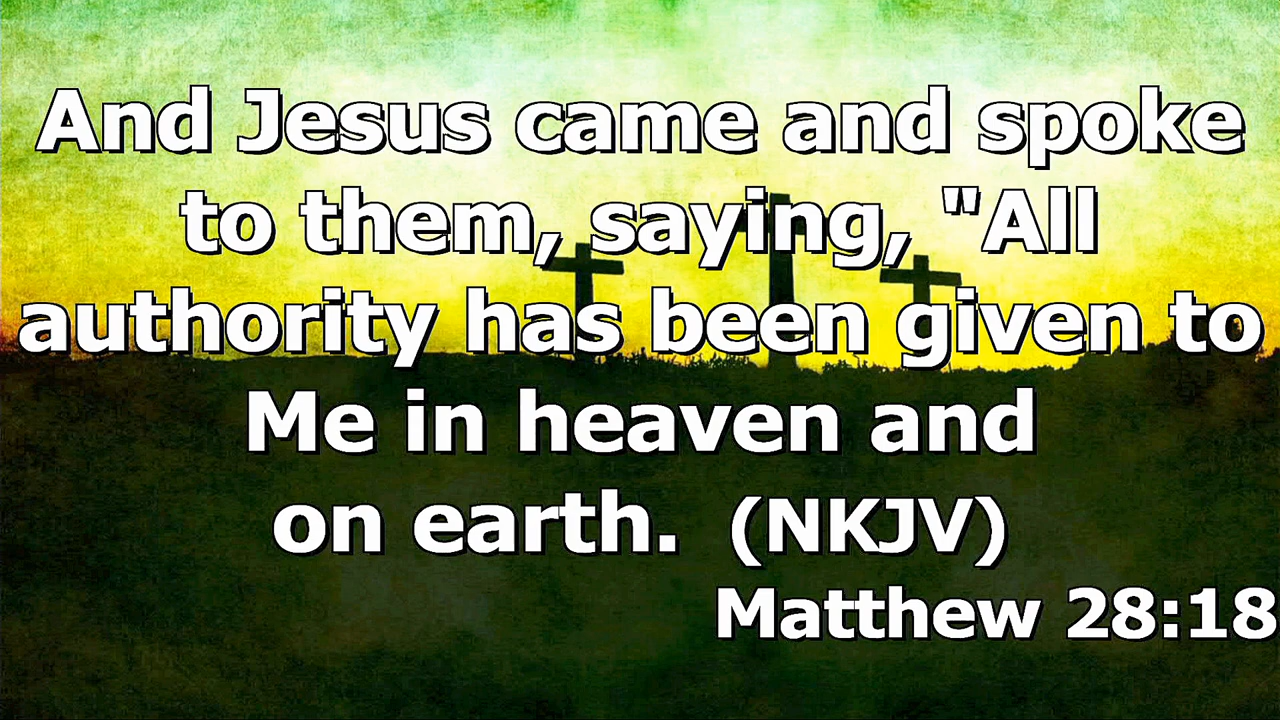 And Jesus came and spoke
to them, saying, "All
authority has been given to
Me in heaven and
on earth.  (NKJV)
Matthew 28:18